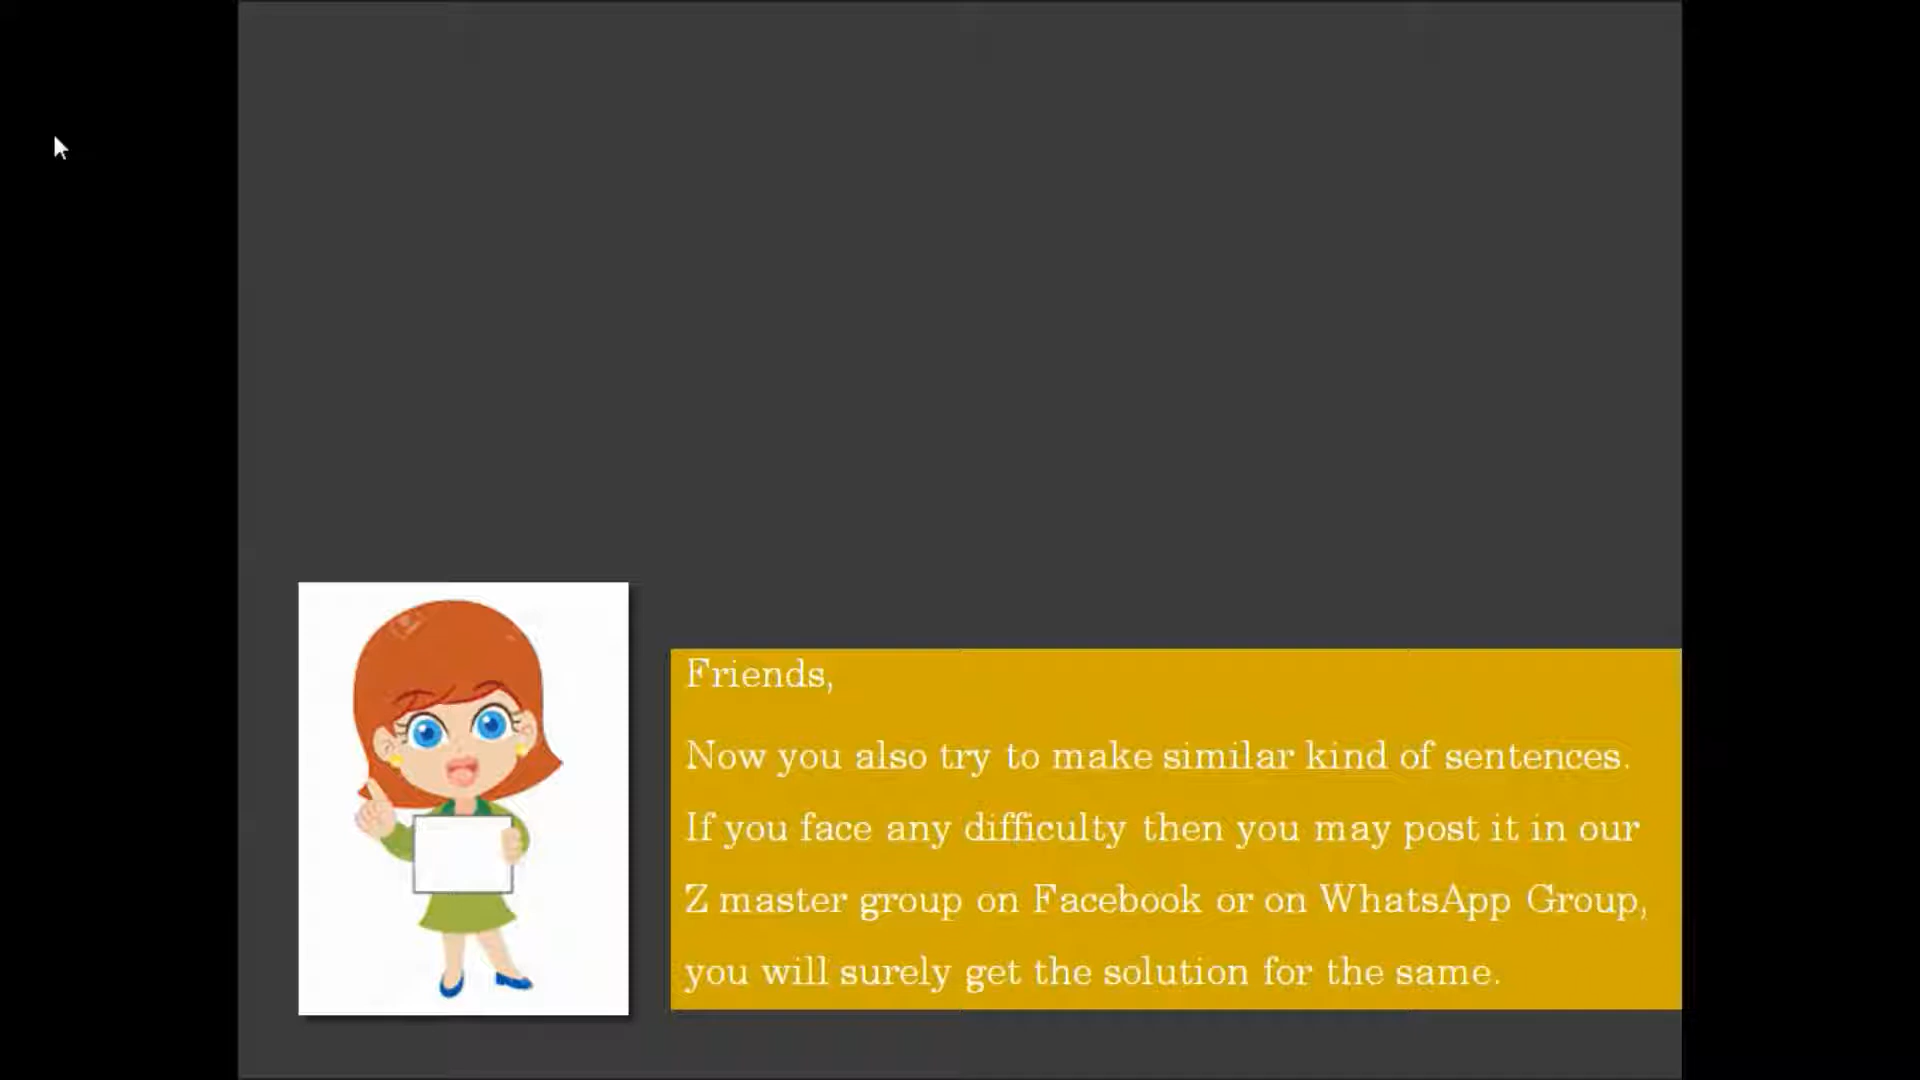 Friends,
Now you also try to make similar kind of sentences.
If you face any difficulty then you may post it in our
Z master group on Facebook or on WhatsApp Group,
you will surely get the solution for the same.